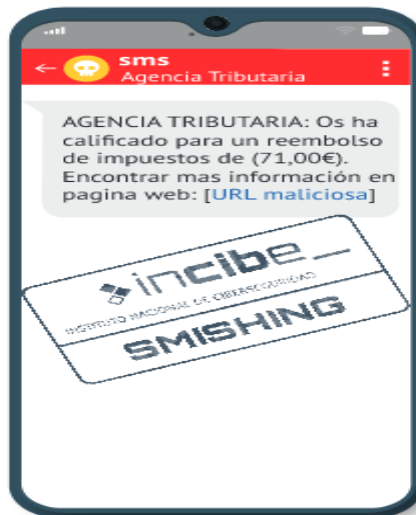 sms
Agencia Tributaria
AGENCIA TRIBUTARIA: Os ha
calificado para un reembolso
de impuestos de (71,00€).
Encontrar mas información en
pagina web: [URL maliciosa]
incibe_
INSTITUTO NACIONAL DE CIBERSEGURIDAD
SMISHING